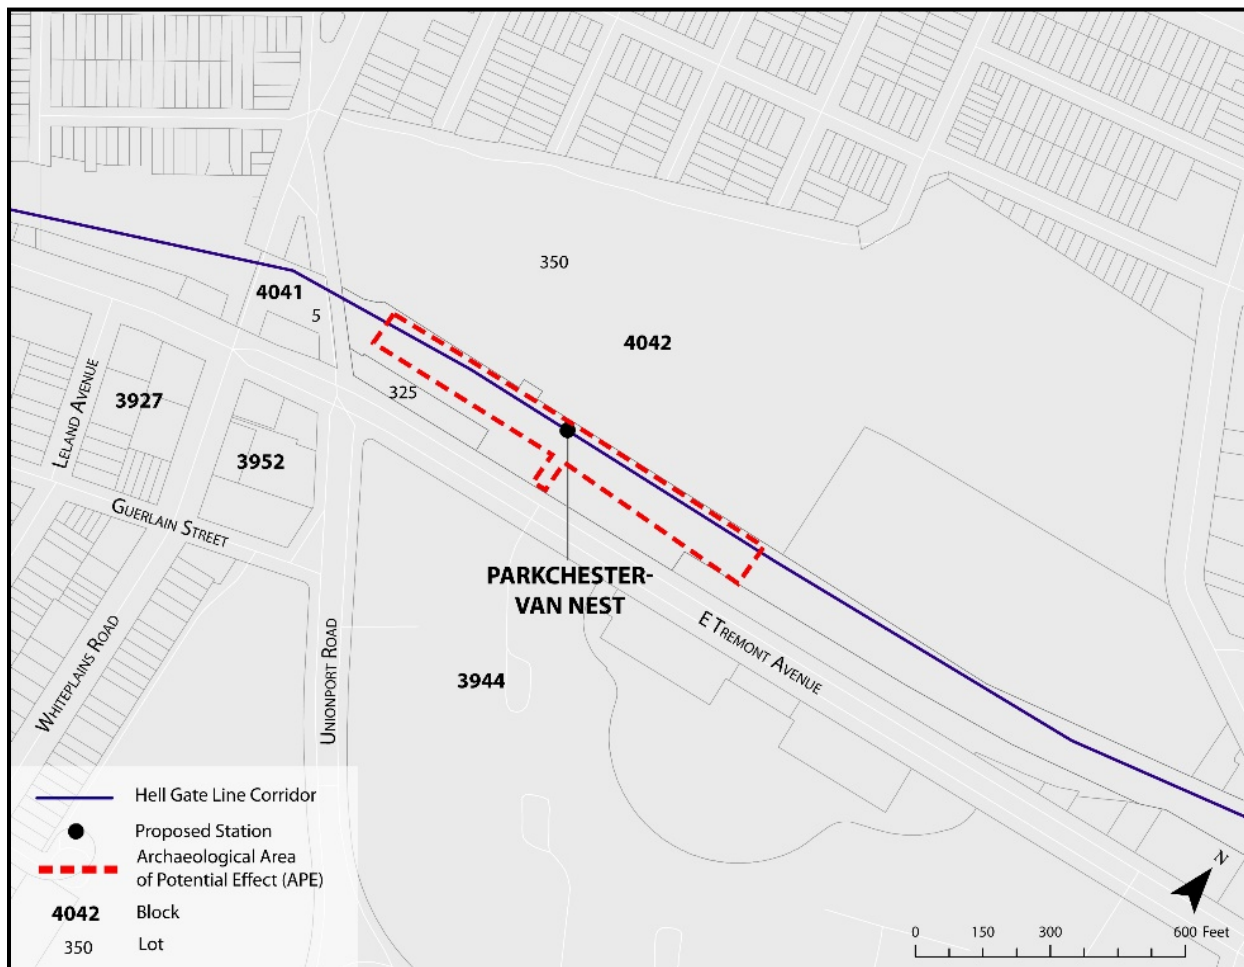 350
4041
4042
5
325
LELAND AVENUE
3927
3952
GUERLAIN STREET
PARKCHESTER-
VAN NEST
E TREMONT AVENUE
WHITEPLAINS ROAD
UNIONPORT ROAD
3944
Hell Gate Line Corridor
Proposed Station
Archaeological Area
of Potential Effect (APE)
4042 Block
350 Lot
N
0 150 300 600 Feet